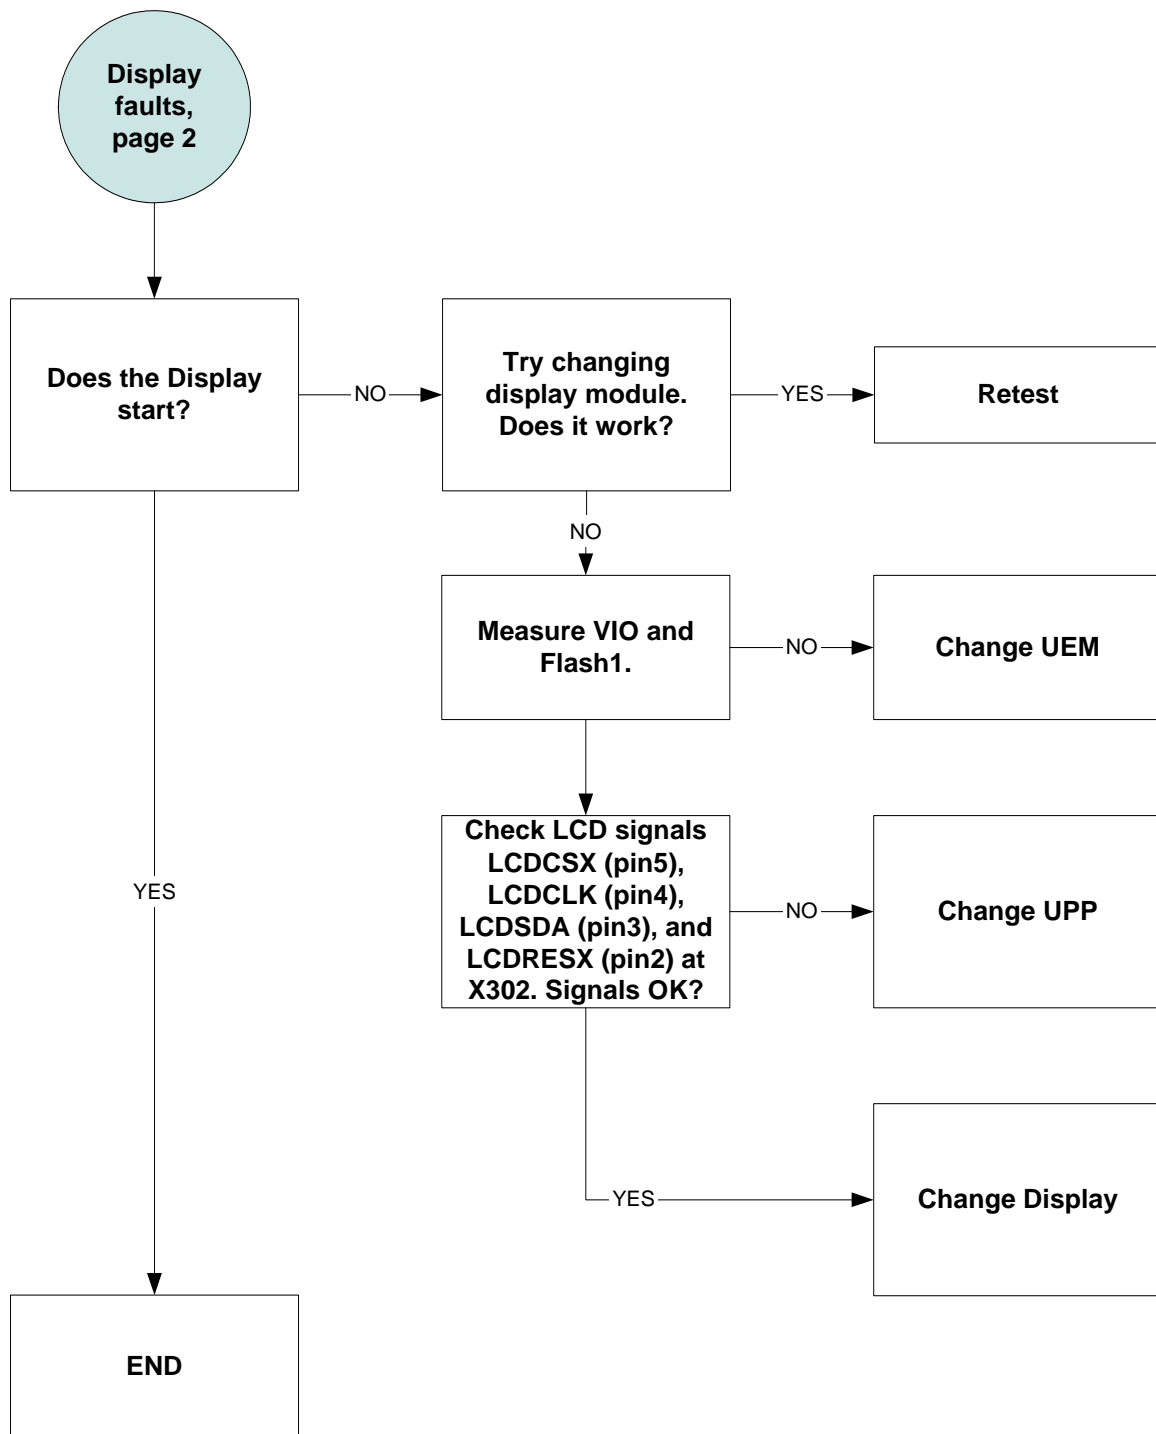 Display
faults,
page 2
Does the Display
start?
NO
Try changing
display module.
Does it work?
YES
Retest
NO
Measure VIO and
Flash1.
NO
Change UEM
Check LCD signals
LCDCSX (pin5),
LCDCLK (pin4),
LCDSDA (pin3), and
LCDRESX (pin2) at
X302. Signals OK?
NO
Change UPP
YES
YES
Change Display
END